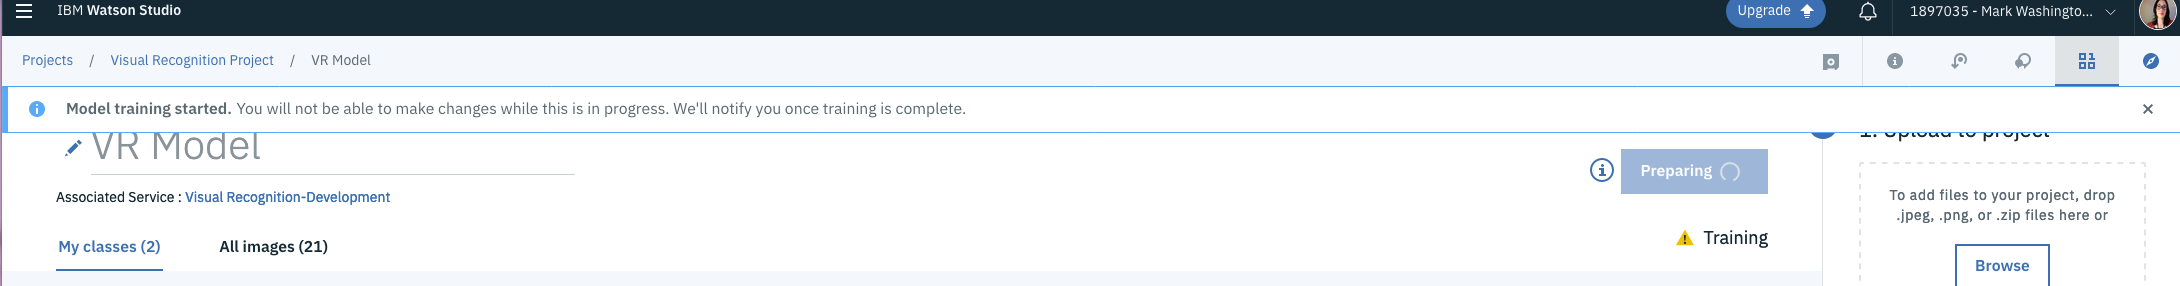 IBM Watson Studio
Upgrade
1897035 - Mark Washingto...
Projects / Visual Recognition Project / VR Model
Model training started. You will not be able to make changes while this is in progress. We'll notify you once training is complete.
VR Model
Preparing
Associated Service : Visual Recognition-Development
My classes (2)
All images (21)
Training
1. Upload to project
To add files to your project, drop
.jpeg, .png, or .zip files here or
Browse